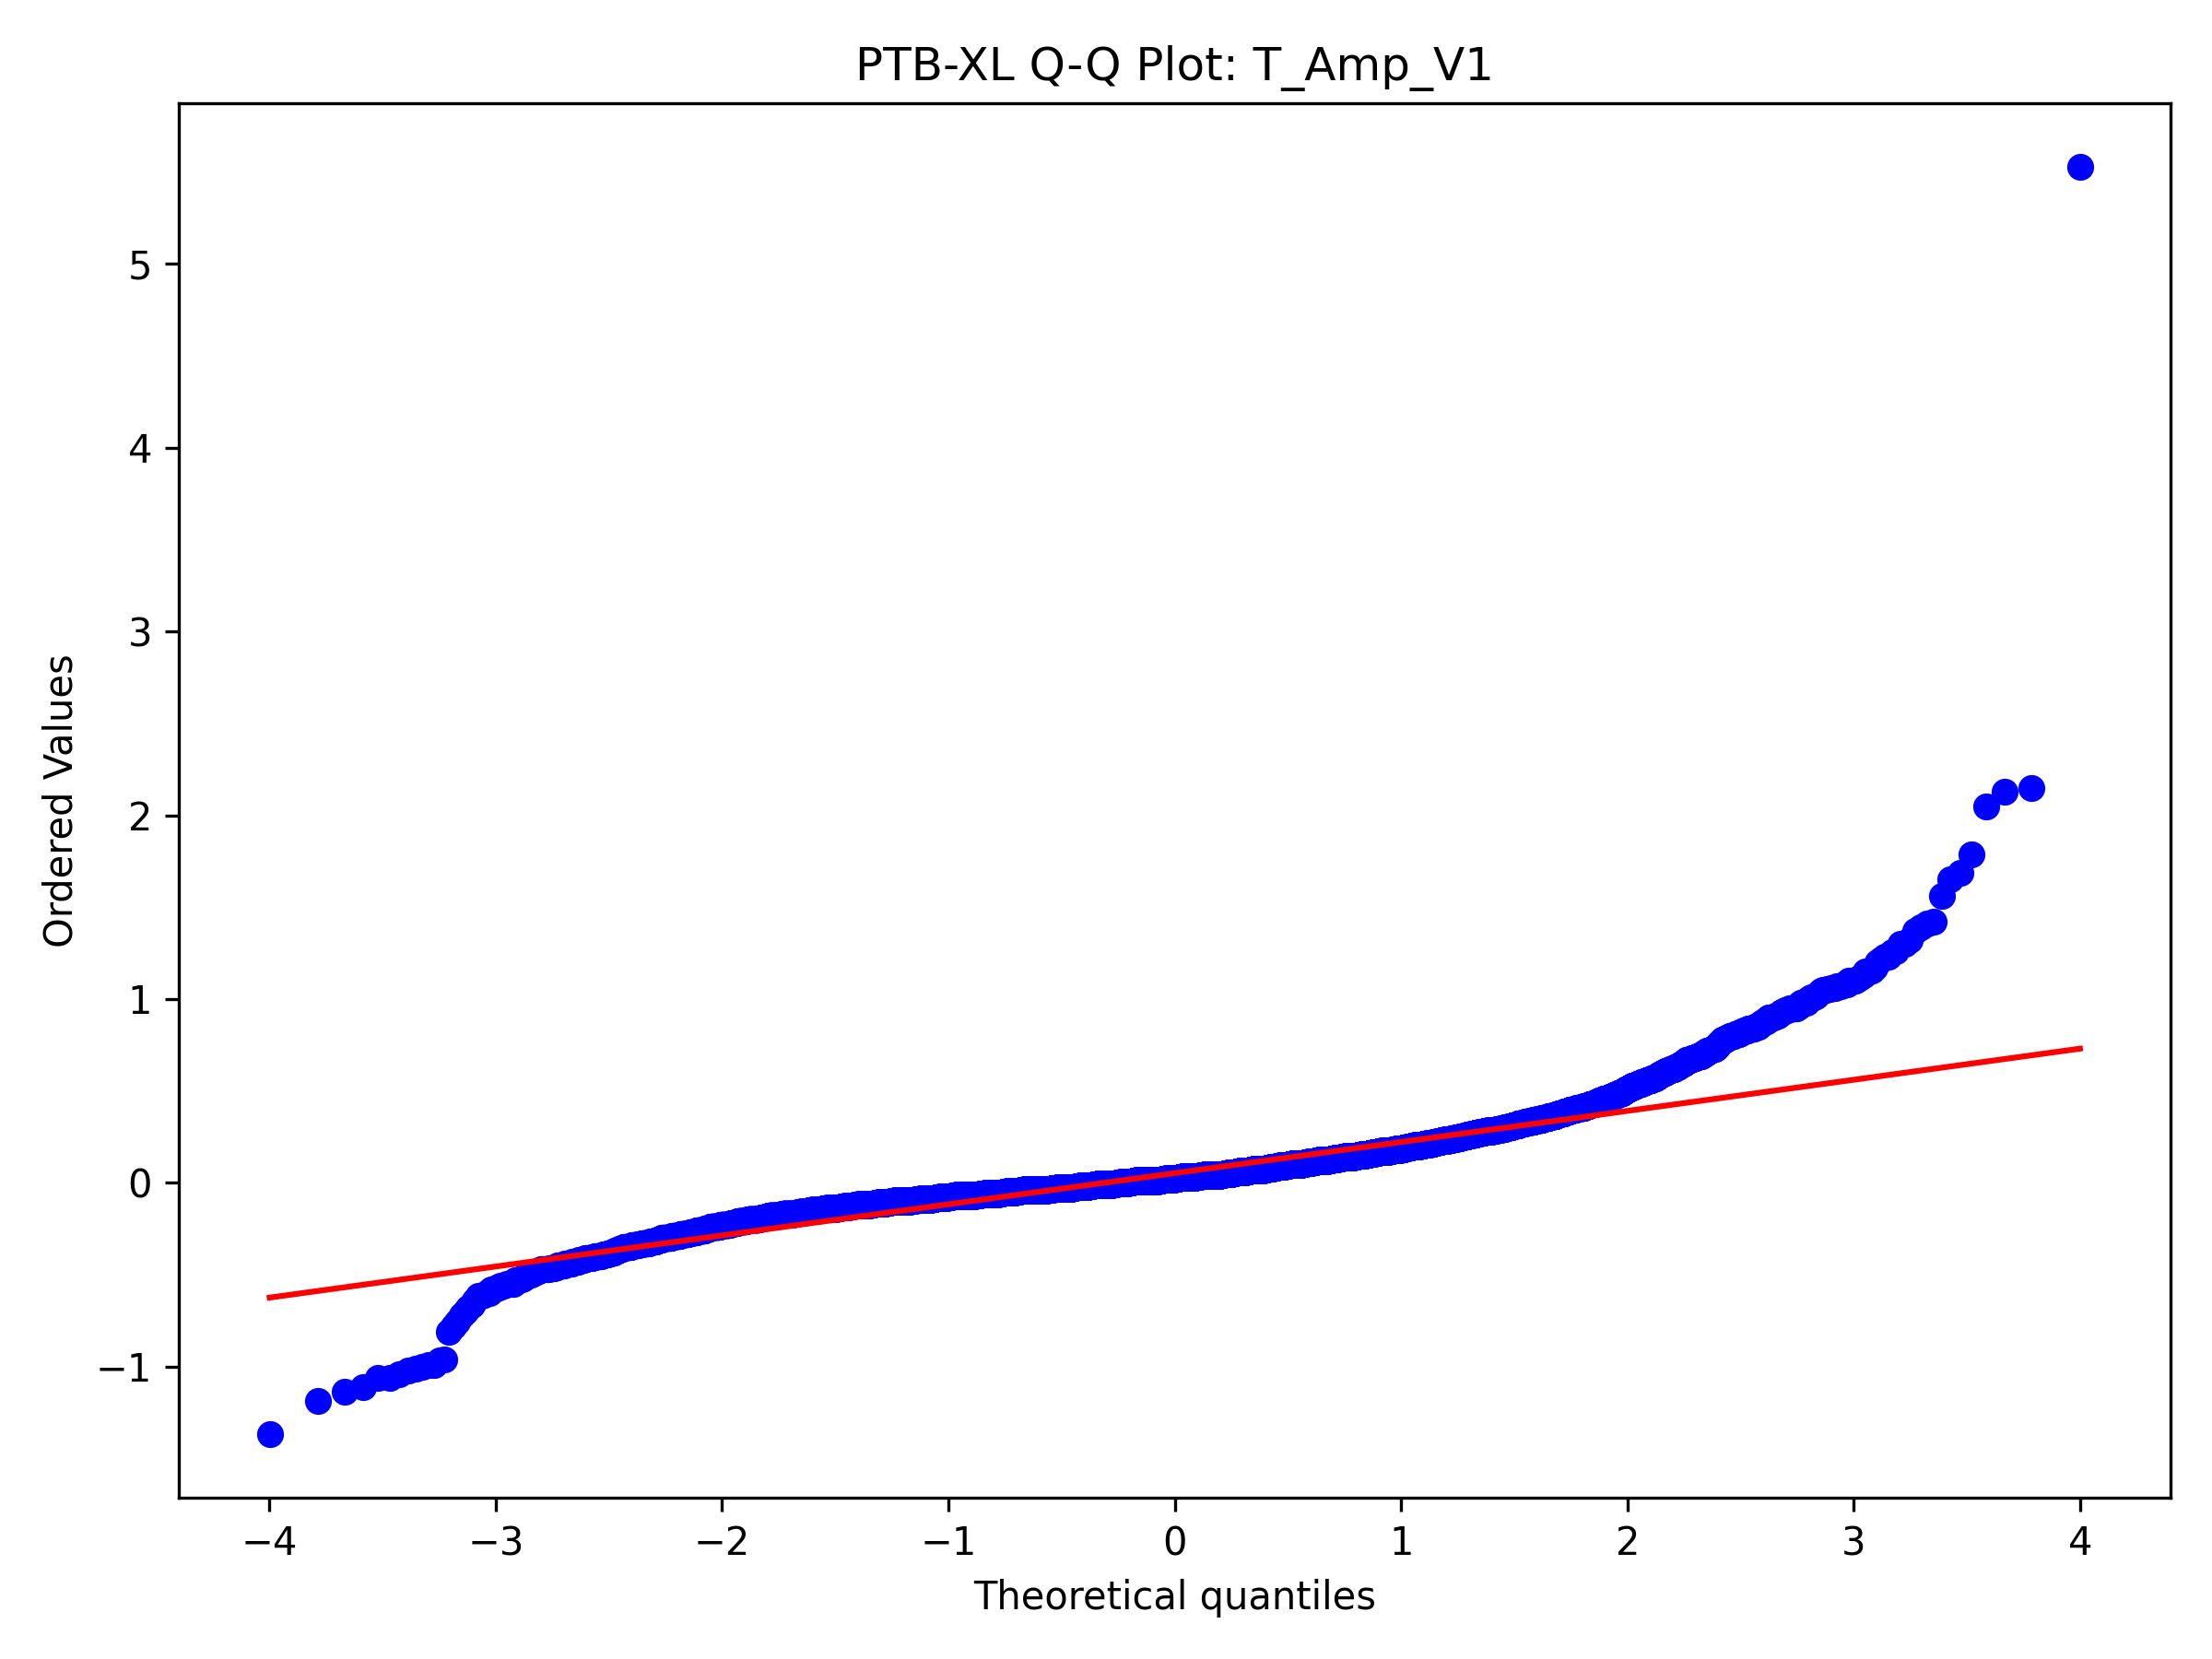 PTB-XL Q-Q Plot: T_Amp_V1
Ordered Values
5
4
3
2
1
0
−1
−4 −3 −2 −1 0 1 2 3 4
Theoretical quantiles